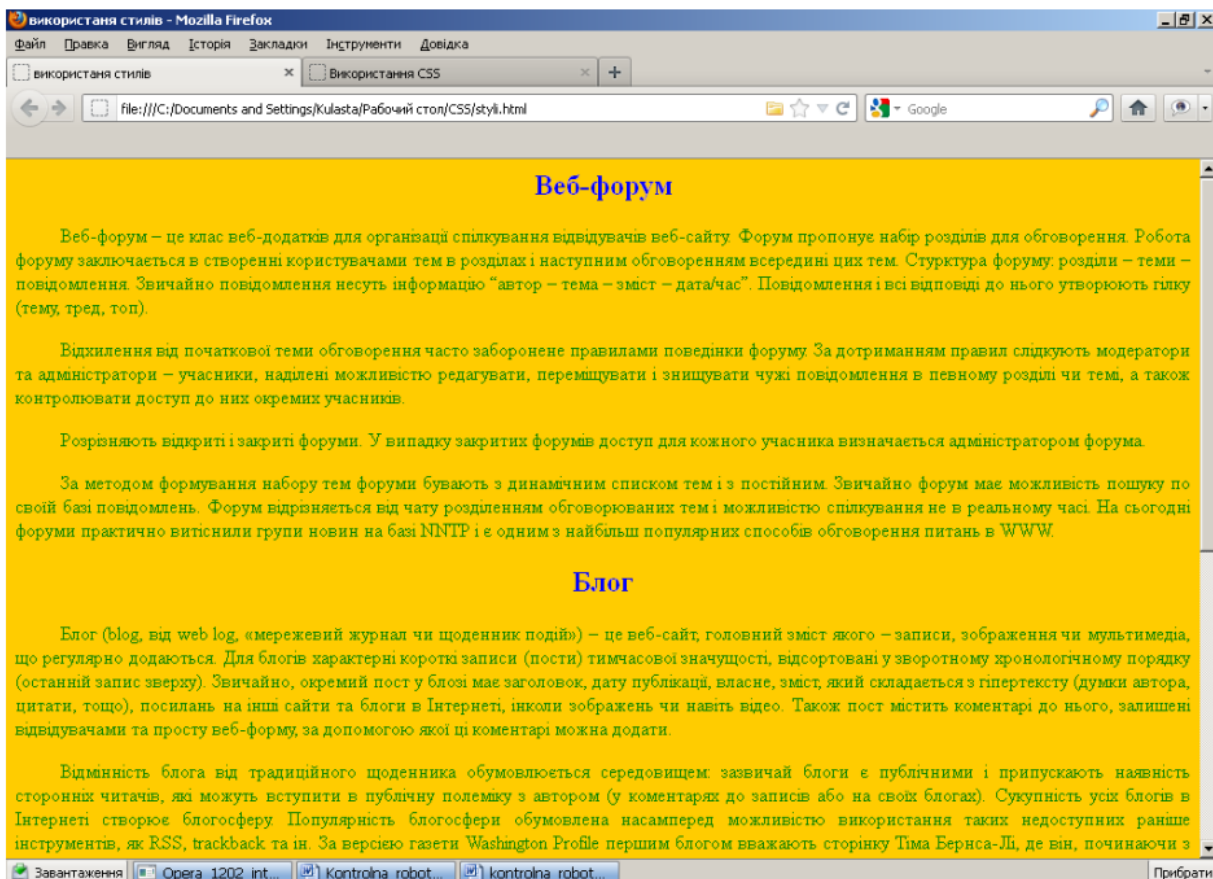 використаня стилів - Mozilla Firefox
Файл Правка Вигляд Історія Закладки Інструменти Довідка
використаня стилів Використання CSS
file:///C:/Documents and Settings/Kulasta/Рабочий стол/CSS/styli.html Google
Веб-форум
Веб-форум – це клас веб-додатків для організації спілкування відвідувачів веб-сайту. Форум пропонує набір розділів для обговорення. Робота
форуму заключається в створенні користувачами тем в розділах і наступним обговоренням всередині цих тем. Стурктура форуму: розділи – теми –
повідомлення. Звичайно повідомлення несуть інформацію “автор – тема – зміст – дата/час”. Повідомлення і всі відповіді до нього утворюють гілку
(тему, тред, топ).
Відхилення від початкової теми обговорення часто заборонене правилами поведінки форуму. За дотриманням правил слідкують модератори
та адміністратори – учасники, наділені можливістю редагувати, переміщувати і знищувати чужі повідомлення в певному розділі чи темі, а також
контролювати доступ до них окремих учасників.
Розрізняють відкриті і закриті форуми. У випадку закритих форумів доступ для кожного учасника визначається адміністратором форума.
За методом формування набору тем форуми бувають з динамічним списком тем і з постійним. Звичайно форум має можливість пошуку по
своїй базі повідомлень. Форум відрізняється від чату розділенням обговорюваних тем і можливістю спілкування не в реальному часі. На сьогодні
форуми практично витіснили групи новин на базі NNTP і є одним з найбільш популярних способів обговорення питань в WWW.
Блог
Блог (blog, від web log, «мережевий журнал чи щоденник подій») – це веб-сайт, головний зміст якого – записи, зображення чи мультимедіа,
що регулярно додаються. Для блогів характерні короткі записи (пости) тимчасової значущості, відсортовані у зворотному хронологічному порядку
(останній запис зверху). Звичайно, окремий пост у блозі має заголовок, дату публікації, власне, зміст, який складається з гіпертексту (думки автора,
цитати, тощо), посилань на інші сайти та блоги в Інтернеті, інколи зображень чи навіть відео. Також пост містить коментарі до нього, залишені
відвідувачами та просту веб-форму, за допомогою якої ці коментарі можна додати.
Відмінність блога від традиційного щоденника обумовлюється середовищем: зазвичай блоги є публічними і припускають наявність
сторонніх читачів, які можуть вступити в публічну полеміку з автором (у коментарях до записів або на своїх блогах). Сукупність усіх блогів в
Інтернеті створює блогосферу. Популярність блогосфери обумовлена насамперед можливістю використання таких недоступних раніше
інструментів, як RSS, trackback та ін. За версією газети Washington Profile першим блогом вважають сторінку Тіма Бернса-Лі, де він, починаючи з
Завантаження Opera_1202_int... Kontrolna_robot... kontrolna_robot... Прибрати